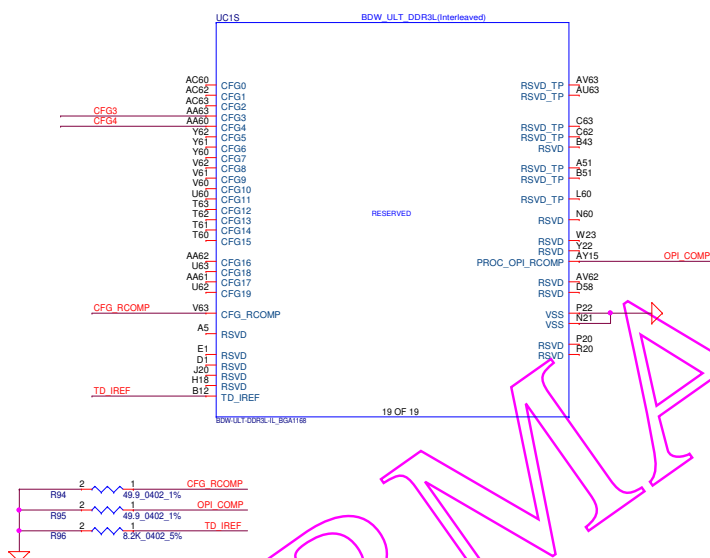 UC1S
BDW_ULT_DDR3L(Interleaved)
AC60 CFG0
AC62 CFG1
AC63 CFG2
CFG3 AA63 CFG3
CFG4 AA60 CFG4
Y62 CFG5
Y61 CFG6
Y60 CFG7
V62 CFG8
V61 CFG9
V60 CFG10
U60 CFG11
T63 CFG12
T62 CFG13
T61 CFG14
T60 CFG15
AA62 CFG16
U63 CFG18
AA61 CFG17
U62 CFG19
CFG_RCOMP V63 CFG_RCOMP
A5 RSVD
E1 RSVD
D1 RSVD
J20 RSVD
H18 RSVD
TD_IREF B12 TD_IREF
RESERVED
RSVD_TP AV63
RSVD_TP AU63
RSVD_TP C63
RSVD_TP C62
RSVD B43
RSVD_TP A51
RSVD_TP B51
RSVD_TP L60
RSVD N60
RSVD W23
RSVD Y22
PROC_OPI_RCOMP AY15 OPI_COMP
RSVD AV62
RSVD D58
VSS P22
VSS N21
RSVD P20
RSVD R20
19 OF 19
BDW-ULT-DDR3L-IL_BGA1168
2 1 CFG_RCOMP
R94 49.9_0402_1%
2 1 OPI_COMP
R95 49.9_0402_1%
2 1 TD_IREF
R96 8.2K_0402_5%